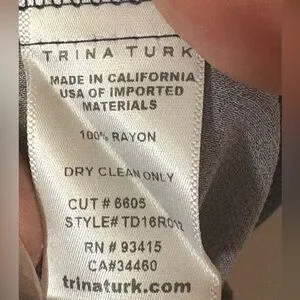 TRINA TURK
MADE IN CALIFORNIA
USA OF IMPORTED
MATERIALS
100% RAYON
DRY CLEAN ONLY
CUT # 6605
STYLE# TD16R012
RN # 93415
CA#34460
trinaturk.com